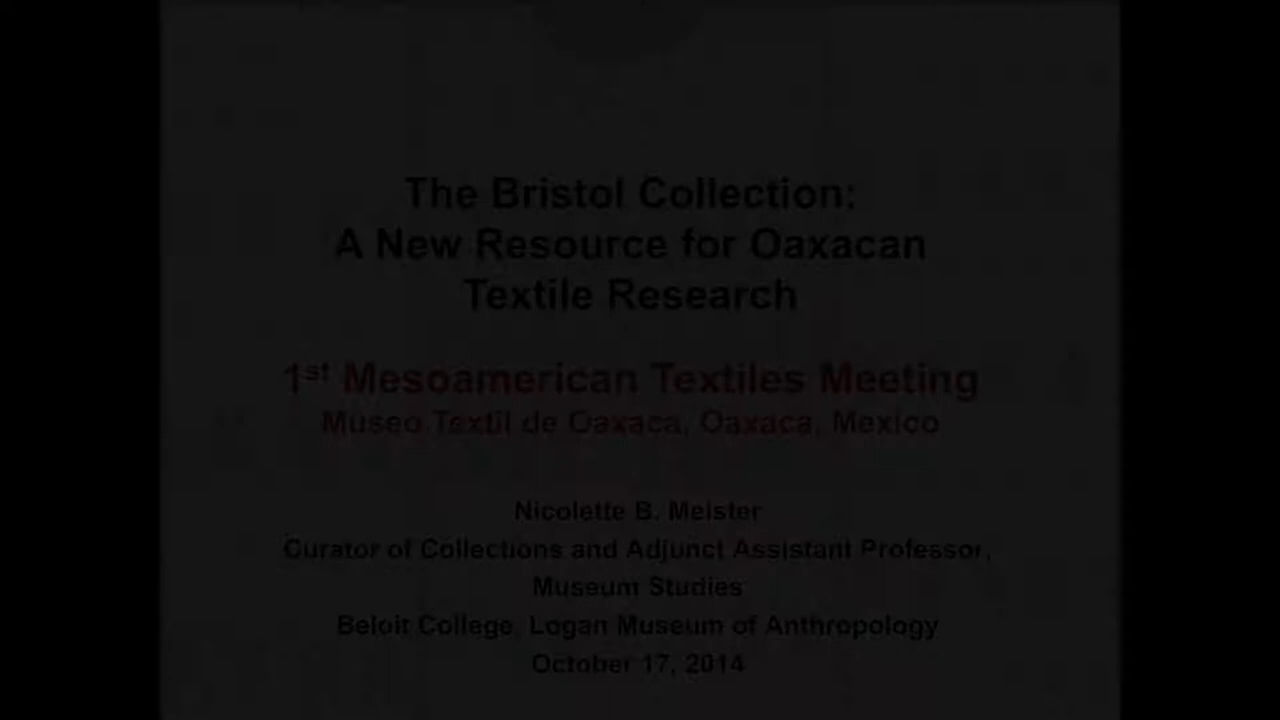 The Bristol Collection:
A New Resource for Oaxacan
Textile Research
1st Mesoamerican Textiles Meeting
Museo Textil de Oaxaca, Oaxaca, Mexico
Nicolette B. Meister
Curator of Collections and Adjunct Assistant Professor,
Museum Studies
Beloit College, Logan Museum of Anthropology
October 17, 2014